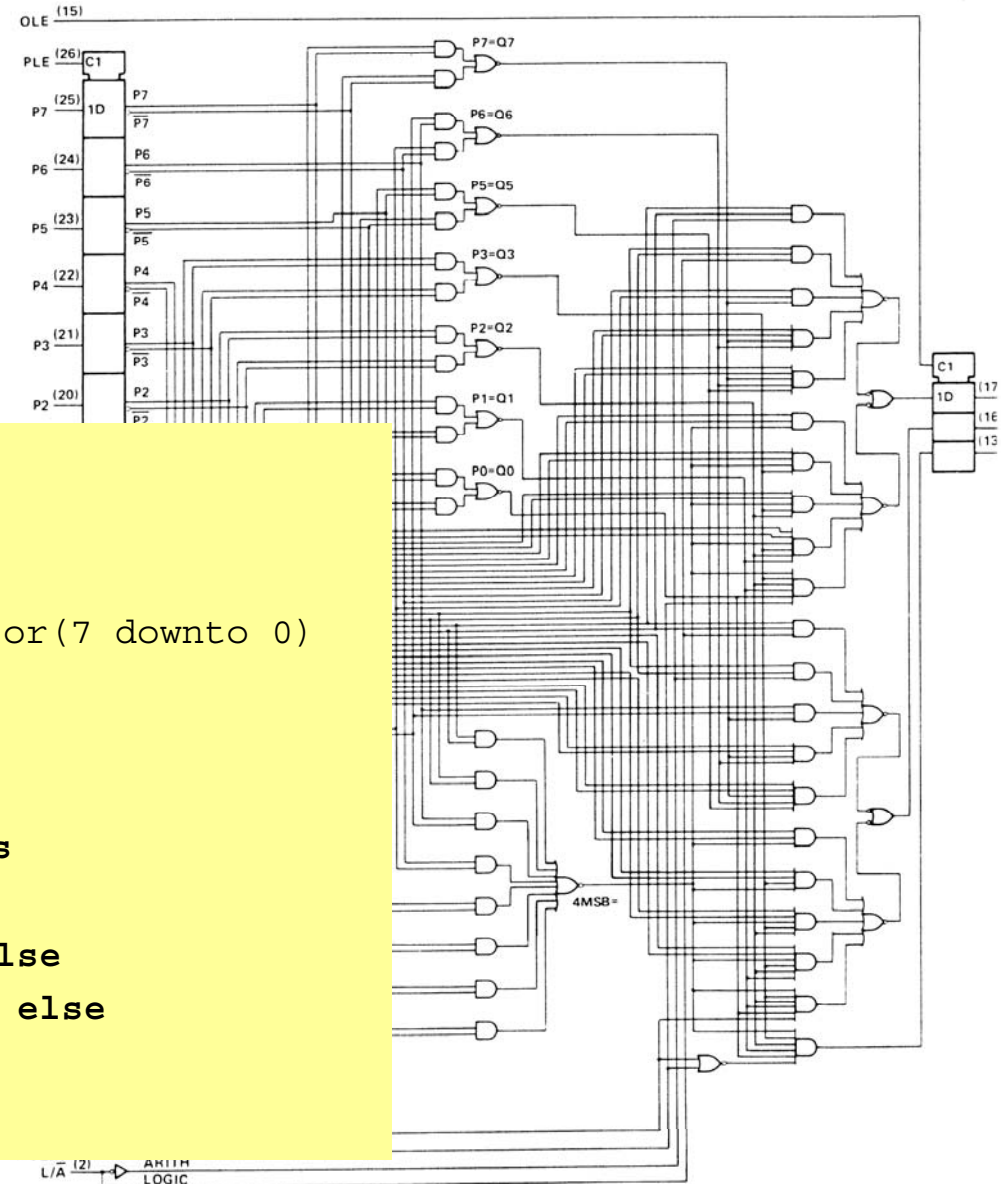 OLE (15)
PLE (26) C1
P7 (25) 1D P7
P7
P6 (24) P6
P6
P5 (23) P5
P5
P4 (22) P4
P4
P3 (21) P3
P3
P2 (20) P2
P2
P7=Q7
P6=Q6
P5=Q5
P3=Q3
P2=Q2
P1=Q1
P0=Q0
C1
1D (17
(16
(13
or(7 downto 0)
s
lse
else
4MSB=
L/A (2) ARITH
LOGIC